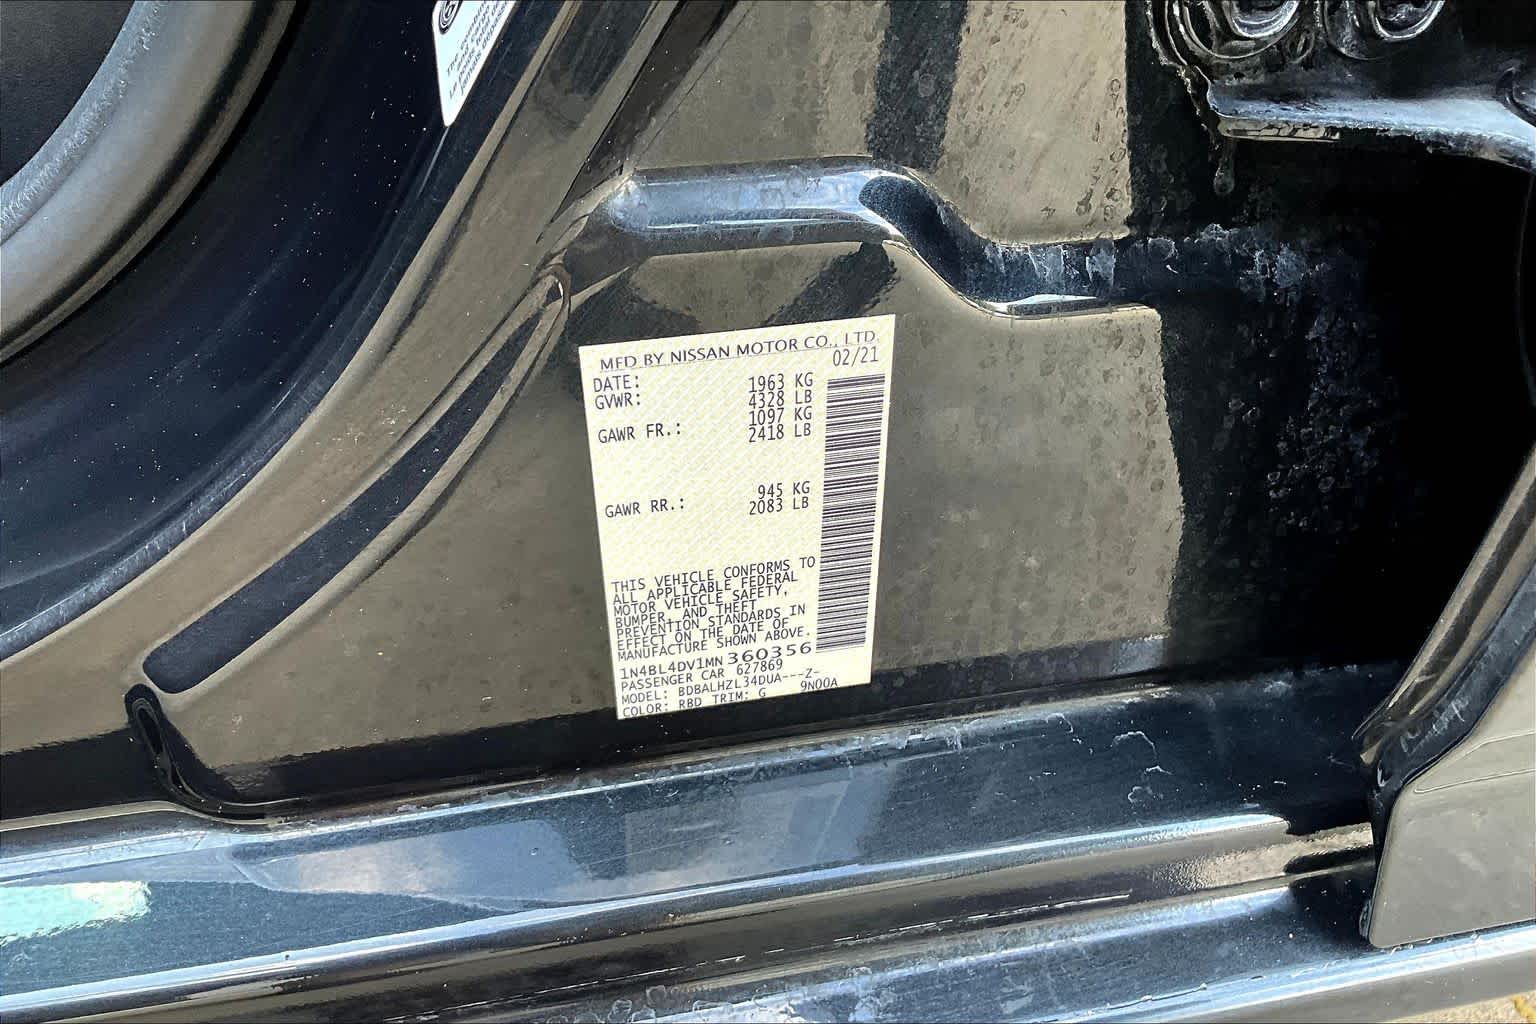 MFD BY NISSAN MOTOR CO., LTD.
DATE: 02/21
GVWR: 1963 KG
4328 LB
GAWR FR.: 1097 KG
2418 LB
GAWR RR.: 945 KG
2083 LB
THIS VEHICLE CONFORMS TO
ALL APPLICABLE FEDERAL
MOTOR VEHICLE SAFETY,
BUMPER, AND THEFT
PREVENTION STANDARDS IN
EFFECT ON THE DATE OF
MANUFACTURE SHOWN ABOVE.
1N4BL4DV1MN360356
PASSENGER CAR 627869
MODEL: BDBALHZL34DUA---Z-
COLOR: RBD TRIM: G 9N00A